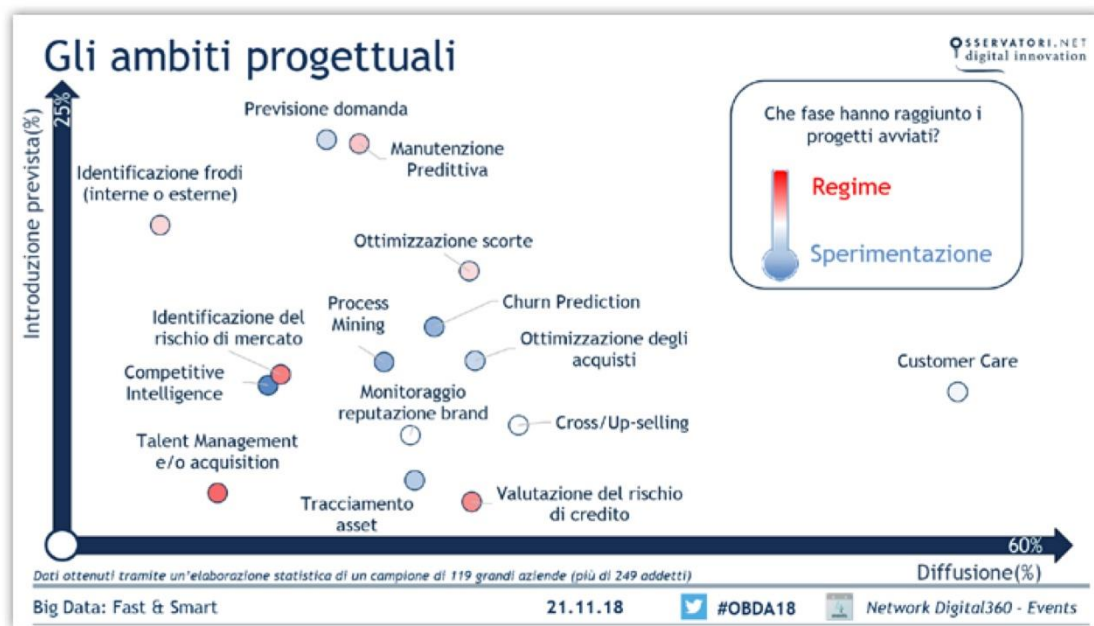 Gli ambiti progettuali
OSSERVATORI.NET
digital innovation
25%
Introduzione prevista(%)
Previsione domanda
Manutenzione
Predittiva
Identificazione frodi
(interne o esterne)
Ottimizzazione scorte
Che fase hanno raggiunto i
progetti avviati?
Regime
Sperimentazione
Identificazione del
rischio di mercato
Process
Mining
Churn Prediction
Ottimizzazione degli
acquisti
Competitive
Intelligence
Customer Care
Monitoraggio
reputazione brand
Cross/Up-selling
Talent Management
e/o acquisition
Tracciamento
asset
Valutazione del rischio
di credito
60%
Diffusione(%)
Dati ottenuti tramite un'elaborazione statistica di un campione di 119 grandi aziende (più di 249 addetti)
Big Data: Fast & Smart
21.11.18
#OBDA18
Network Digital360 - Events